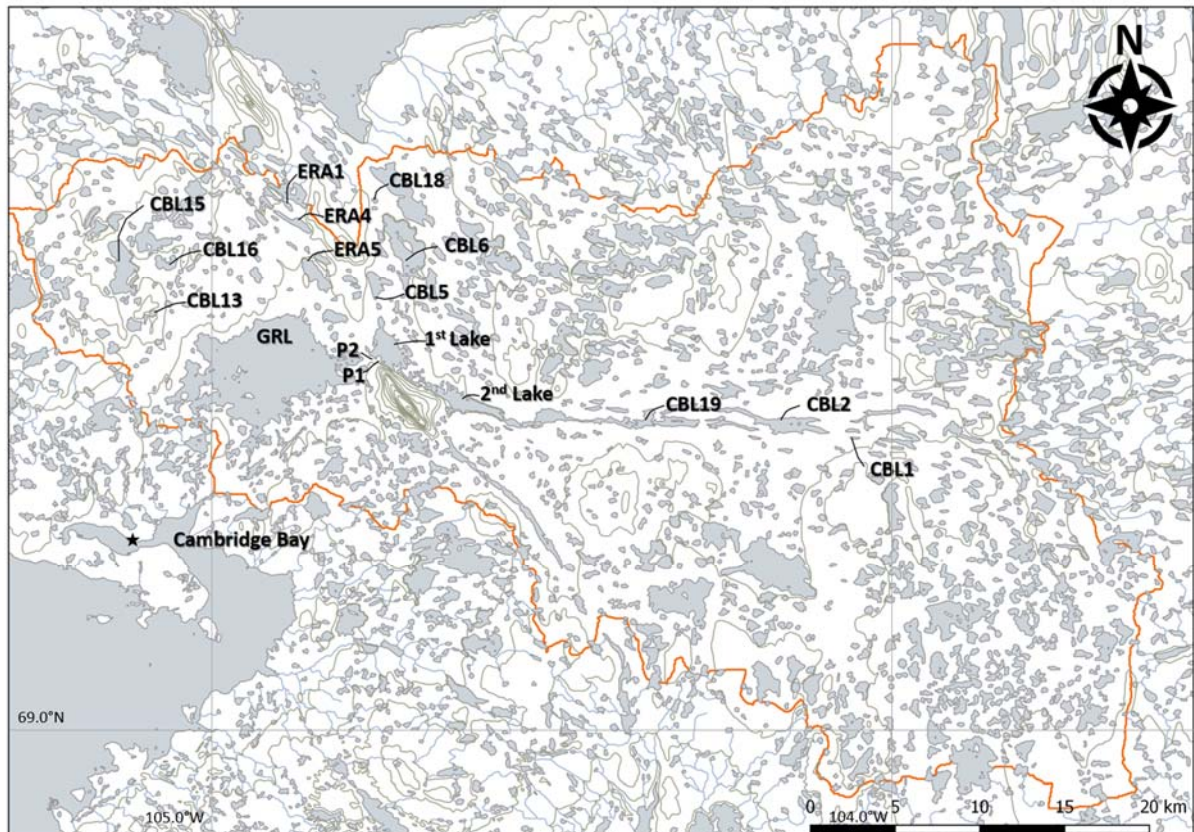 N
ERA1
CBL18
CBL15
ERA4
CBL16
ERA5
CBL6
CBL13
CBL5
GRL
1st Lake
P2
P1
2nd Lake
CBL19
CBL2
CBL1
Cambridge Bay
69.0°N
105.0°W
104.0°W
0 5 10 15 20 km